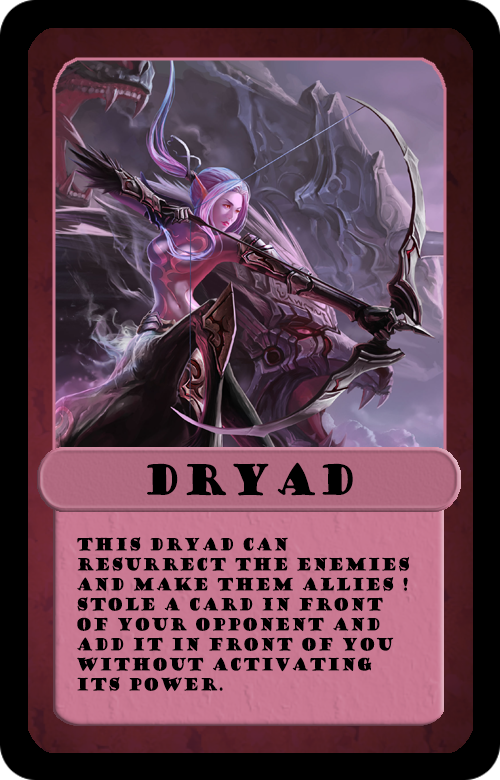 DRYAD
THIS DRYAD CAN
RESURRECT THE ENEMIES
AND MAKE THEM ALLIES !
STOLE A CARD IN FRONT
OF YOUR OPPONENT AND
ADD IT IN FRONT OF YOU
WITHOUT ACTIVATING
ITS POWER.